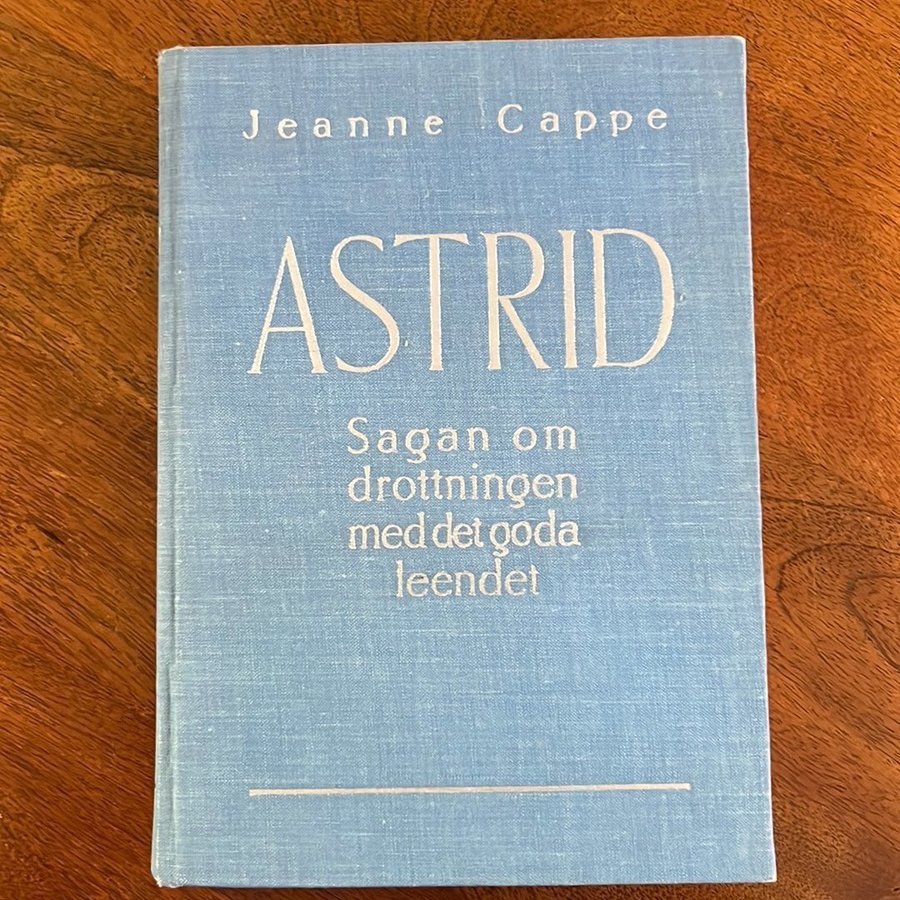 Jeanne Cappe
ASTRID
Sagan om
drottningen
med det goda
leendet